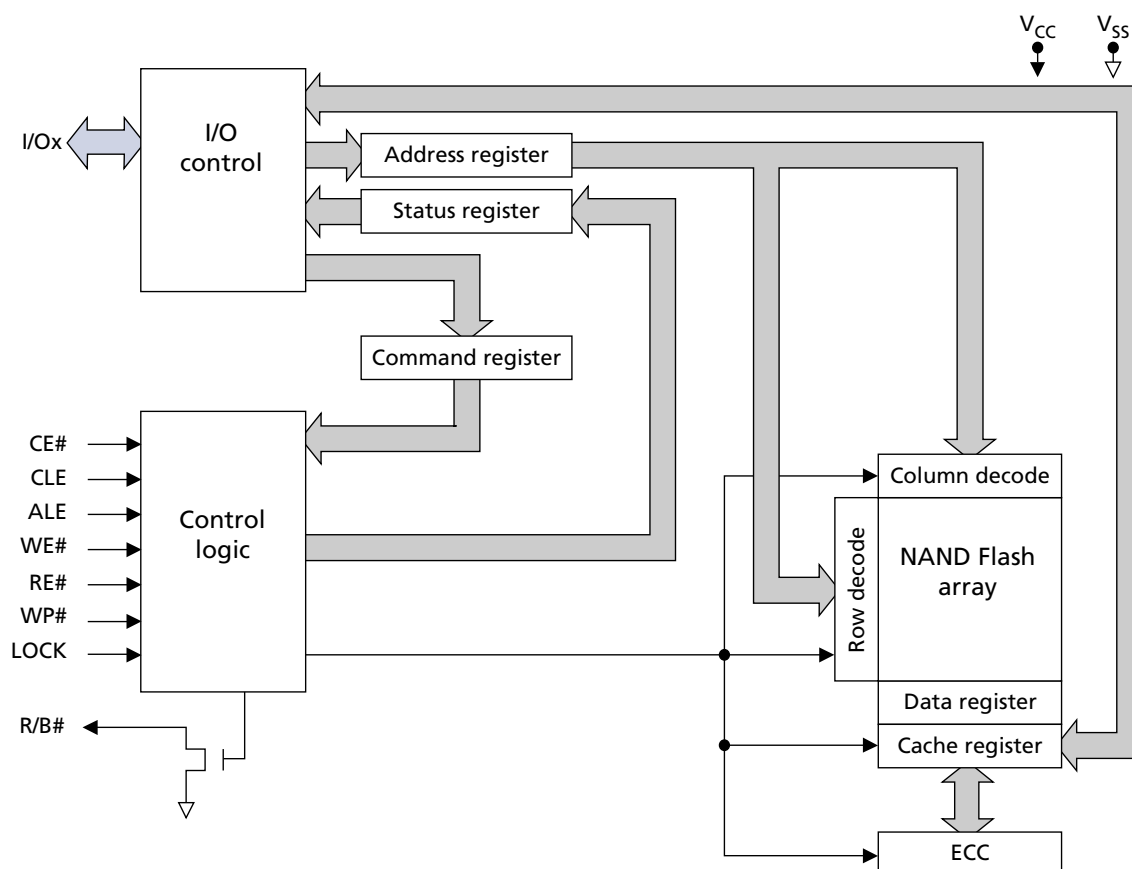 VCC
VSS
I/Ox
I/O
control
Address register
Status register
Command register
CE#
CLE
ALE
WE#
RE#
WP#
LOCK
R/B#
Control
logic
Column decode
Row decode
NAND Flash
array
Data register
Cache register
ECC